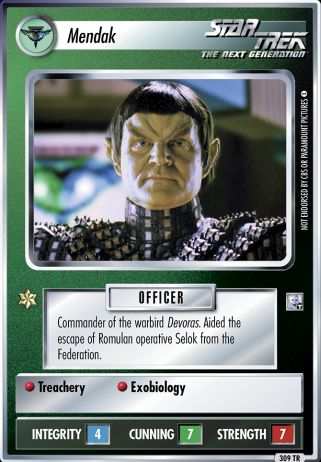 Mendak
STAR TREK
THE NEXT GENERATION
NOT ENDORSED BY CBS OR PARAMOUNT PICTURES
OFFICER
Commander of the warbird Devoras. Aided the
escape of Romulan operative Selok from the
Federation.
Treachery Exobiology
INTEGRITY 4 CUNNING 7 STRENGTH 7
309 TR